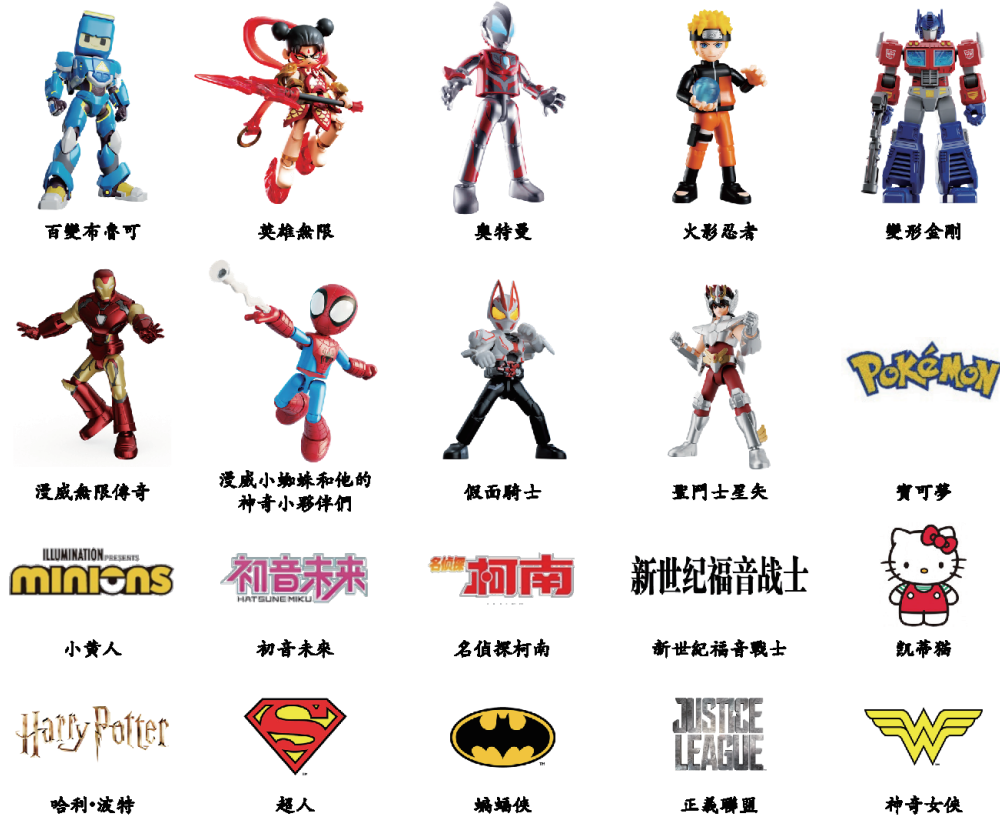 百變布魯可
英雄無限
奧特曼
火影忍者
變形金剛
POKéMON
漫威無限傳奇
漫威小蜘蛛和他的
神奇小夥伴們
假面騎士
聖鬥士星矢
寶可夢
ILLUMINATION PRESENTS
minions
初音未来
HATSUNE MIKU
名侦探
柯南
新世纪福音战士
小黃人
初音未來
名偵探柯南
新世紀福音戰士
凱蒂貓
Harry Potter
S
JUSTICE
LEAGUE
W
哈利•波特
超人
蝙蝠俠
正義聯盟
神奇女俠